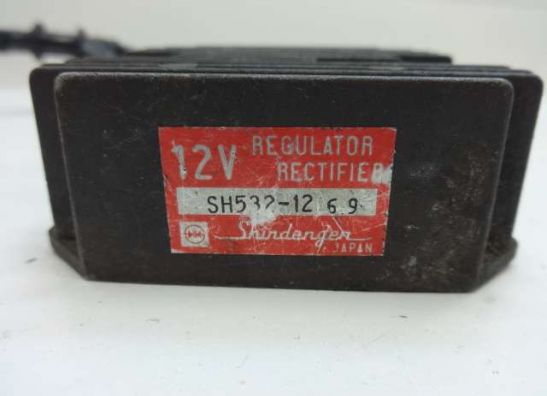 12V REGULATOR
RECTIFIER
SH532-12 6.9
Shindengen
JAPAN